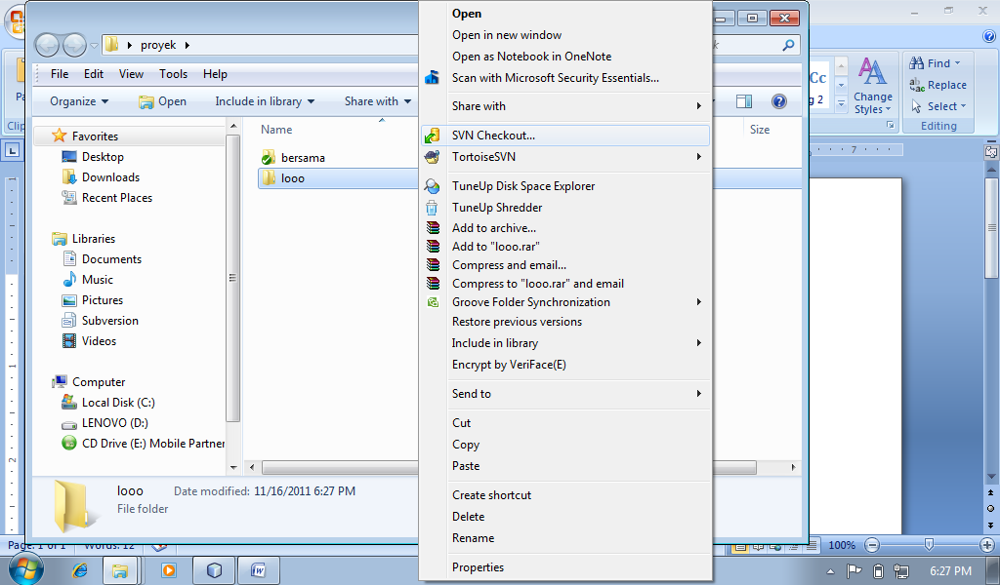 proyek
File Edit View Tools Help
Organize Open Include in library Share with
Favorites
Desktop
Downloads
Recent Places
Libraries
Documents
Music
Pictures
Subversion
Videos
Computer
Local Disk (C:)
LENOVO (D:)
CD Drive (E:) Mobile Partner
Name
Size
bersama
looo
looo
Date modified: 11/16/2011 6:27 PM
File folder
Open
Open in new window
Open as Notebook in OneNote
Scan with Microsoft Security Essentials...
Share with
SVN Checkout...
TortoiseSVN
TuneUp Disk Space Explorer
TuneUp Shredder
Add to archive...
Add to "looo.rar"
Compress and email...
Compress to "looo.rar" and email
Groove Folder Synchronization
Restore previous versions
Include in library
Encrypt by VeriFace(E)
Send to
Cut
Copy
Paste
Create shortcut
Delete
Rename
Properties
Change
Styles
Find
Replace
Select
Editing
7
1
2
Page: 1 of 1
Words: 12
100%
6:27 PM